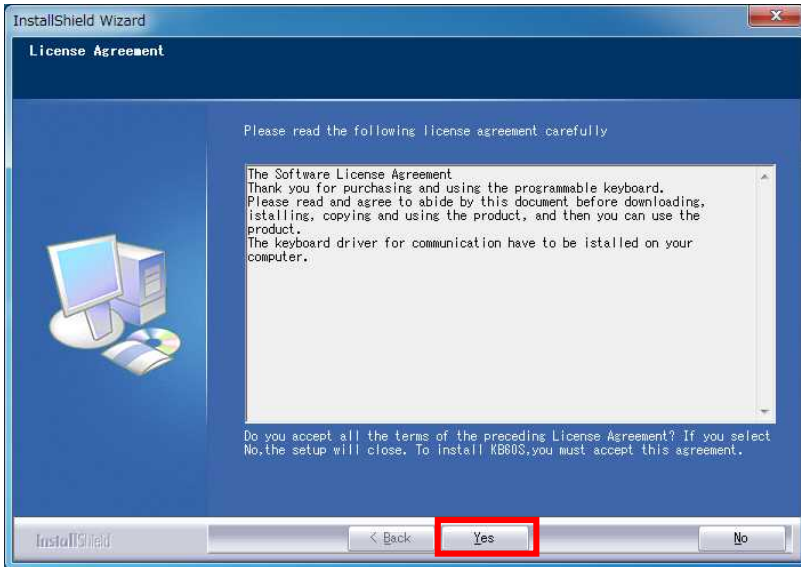 InstallShield Wizard
License Agreement
Please read the following license agreement carefully
The Software License Agreement
Thank you for purchasing and using the programmable keyboard.
Please read and agree to abide by this document before downloading,
istalling, copying and using the product, and then you can use the
product.
The keyboard driver for communication have to be istalled on your
computer.
Do you accept all the terms of the preceding License Agreement? If you select
No,the setup will close. To install KB60S,you must accept this agreement.
InstallShield
< Back
Yes
No